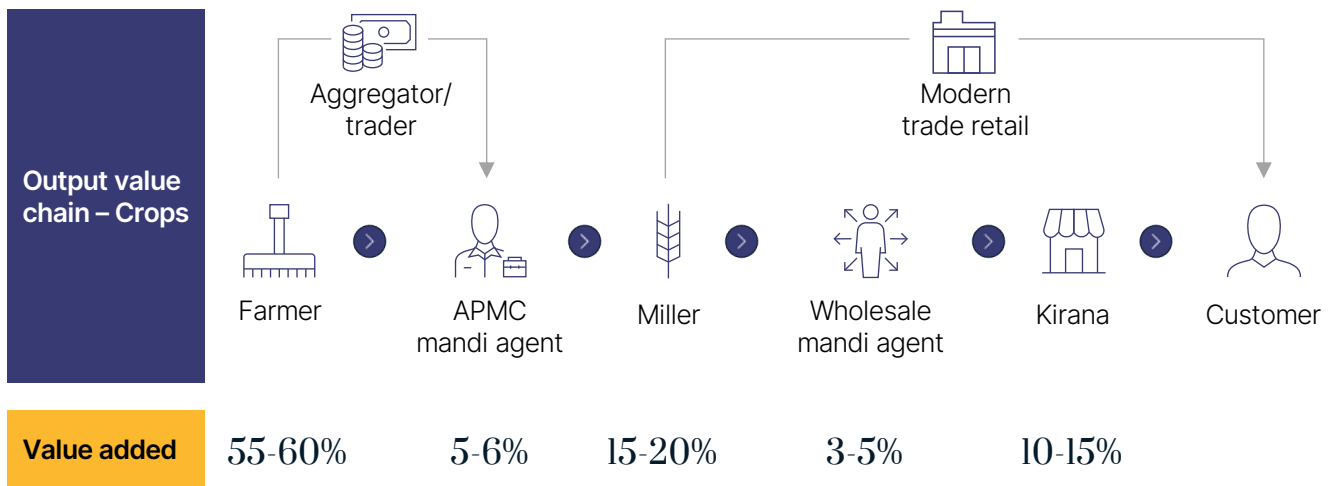 Output value
chain – Crops
Aggregator/
trader
Modern
trade retail
Farmer
APMC
mandi agent
Miller
Wholesale
mandi agent
Kirana
Customer
Value added
55-60%
5-6%
15-20%
3-5%
10-15%